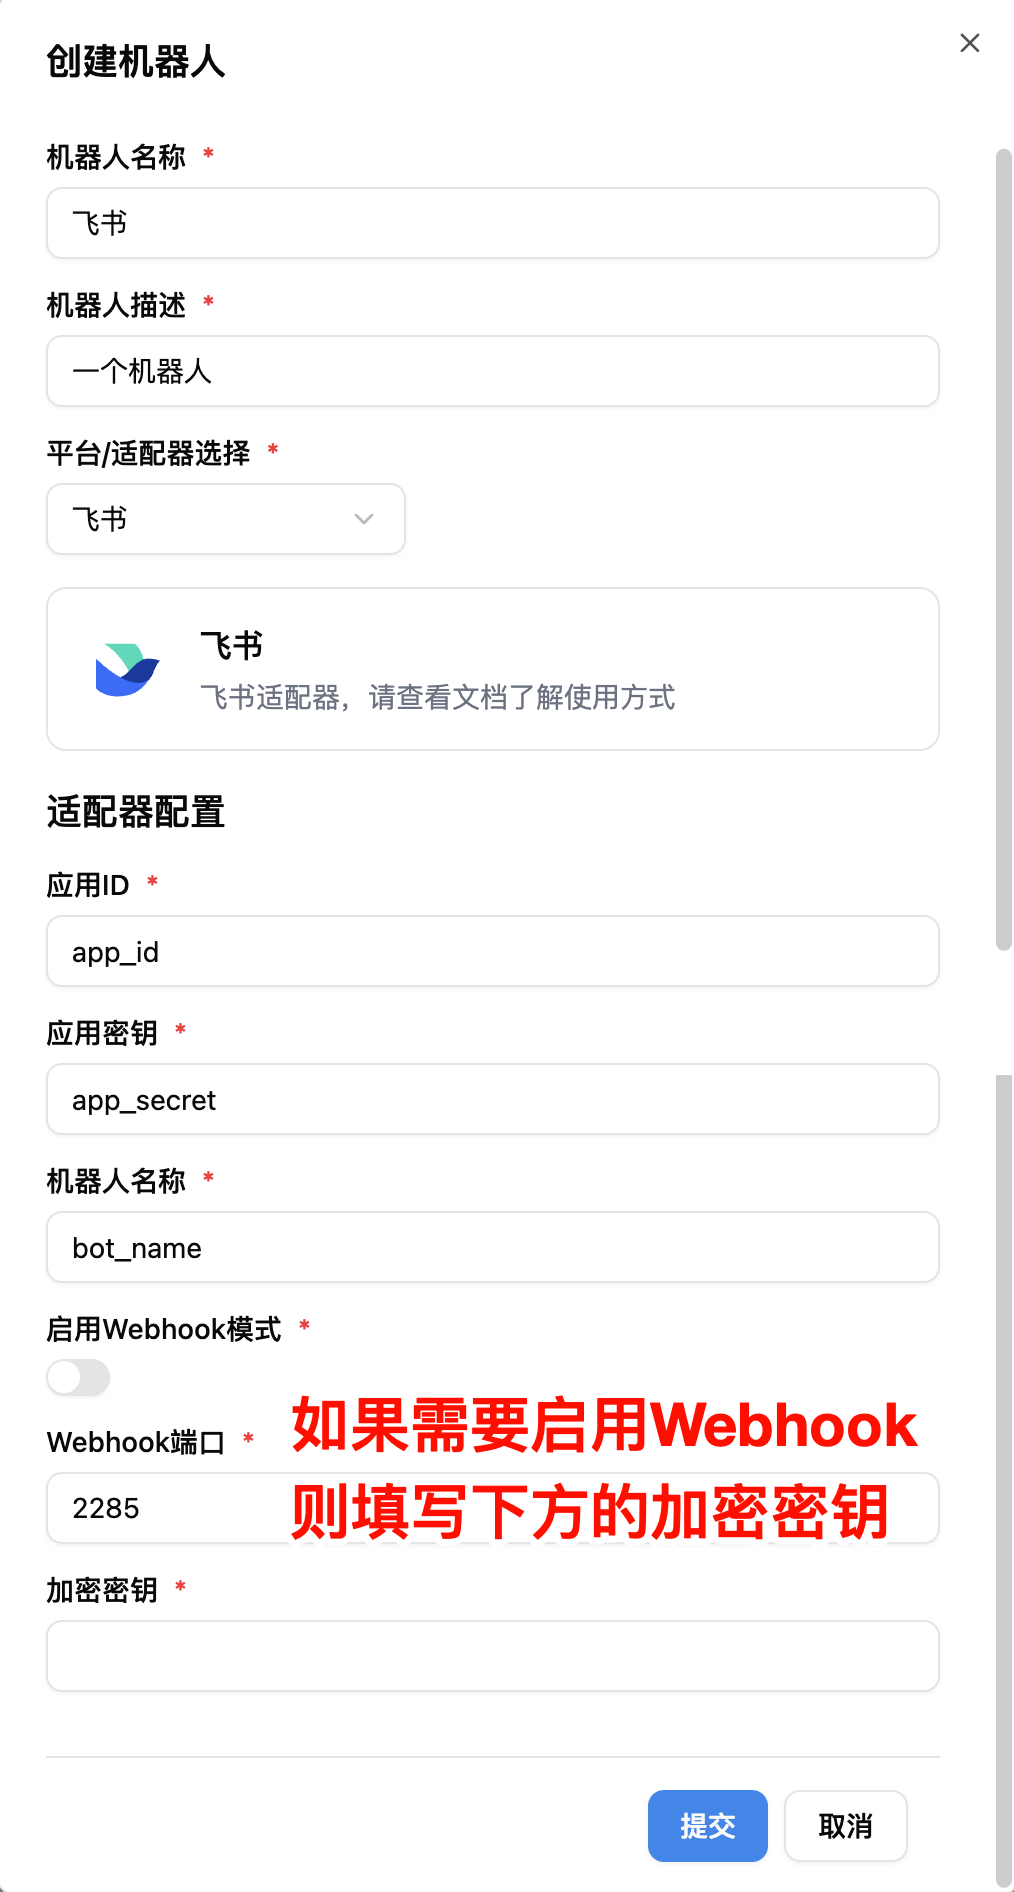 创建机器人
机器人名称 *
飞书
机器人描述 *
一个机器人
平台/适配器选择 *
飞书
飞书
飞书适配器，请查看文档了解使用方式
适配器配置
应用ID *
app_id
应用密钥 *
app_secret
机器人名称 *
bot_name
启用Webhook模式 *
如果需要启用Webhook
Webhook端口 *
则填写下方的加密密钥
2285
加密密钥 *
提交 取消